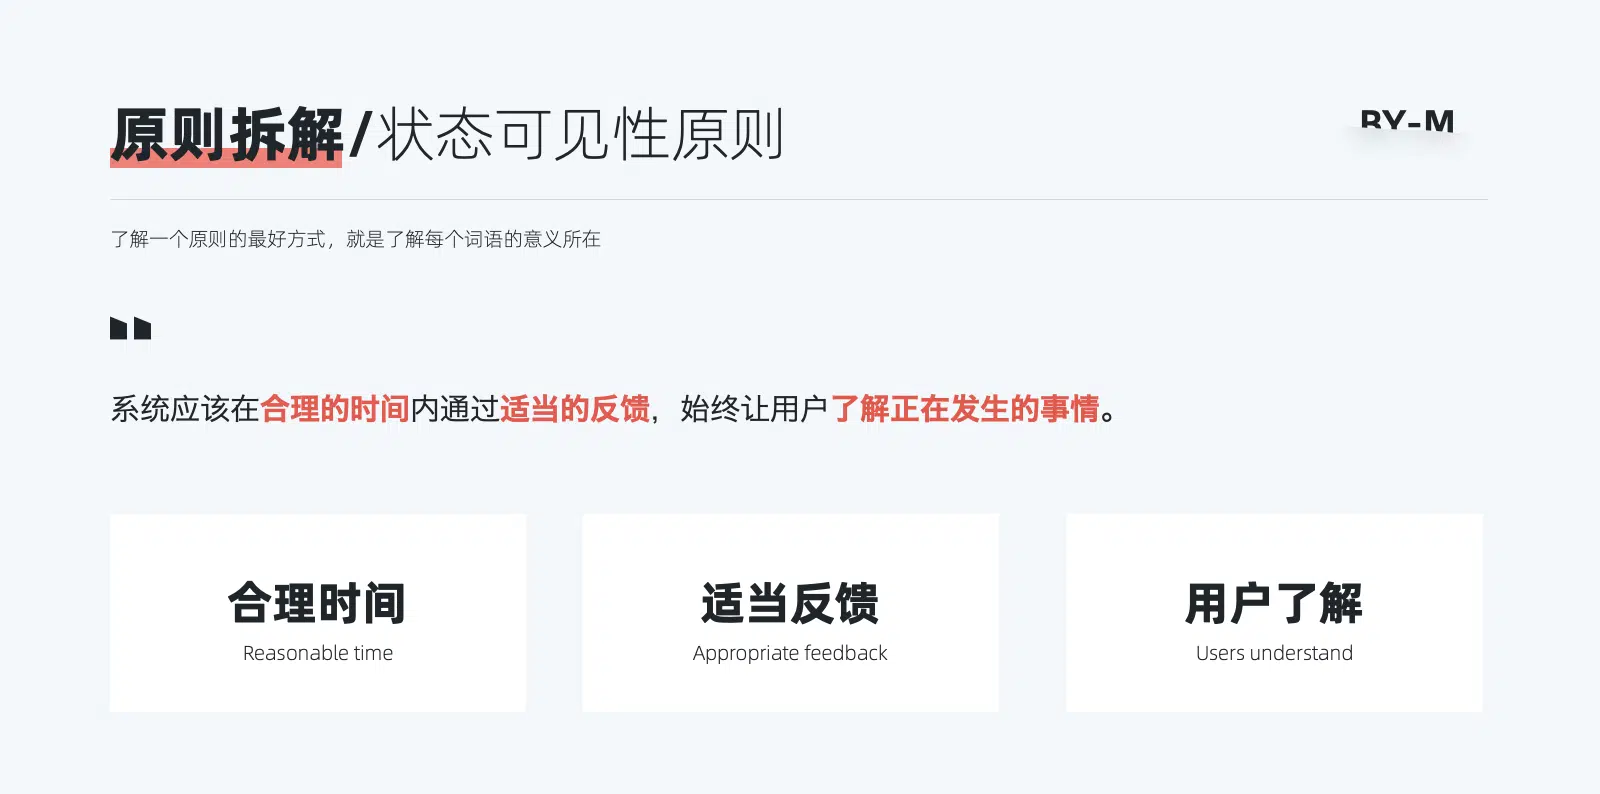 原则拆解/状态可见性原则
BY-M
了解一个原则的最好方式，就是了解每个词语的意义所在
系统应该在合理的时间内通过适当的反馈，始终让用户了解正在发生的事情。
合理时间
Reasonable time
适当反馈
Appropriate feedback
用户了解
Users understand